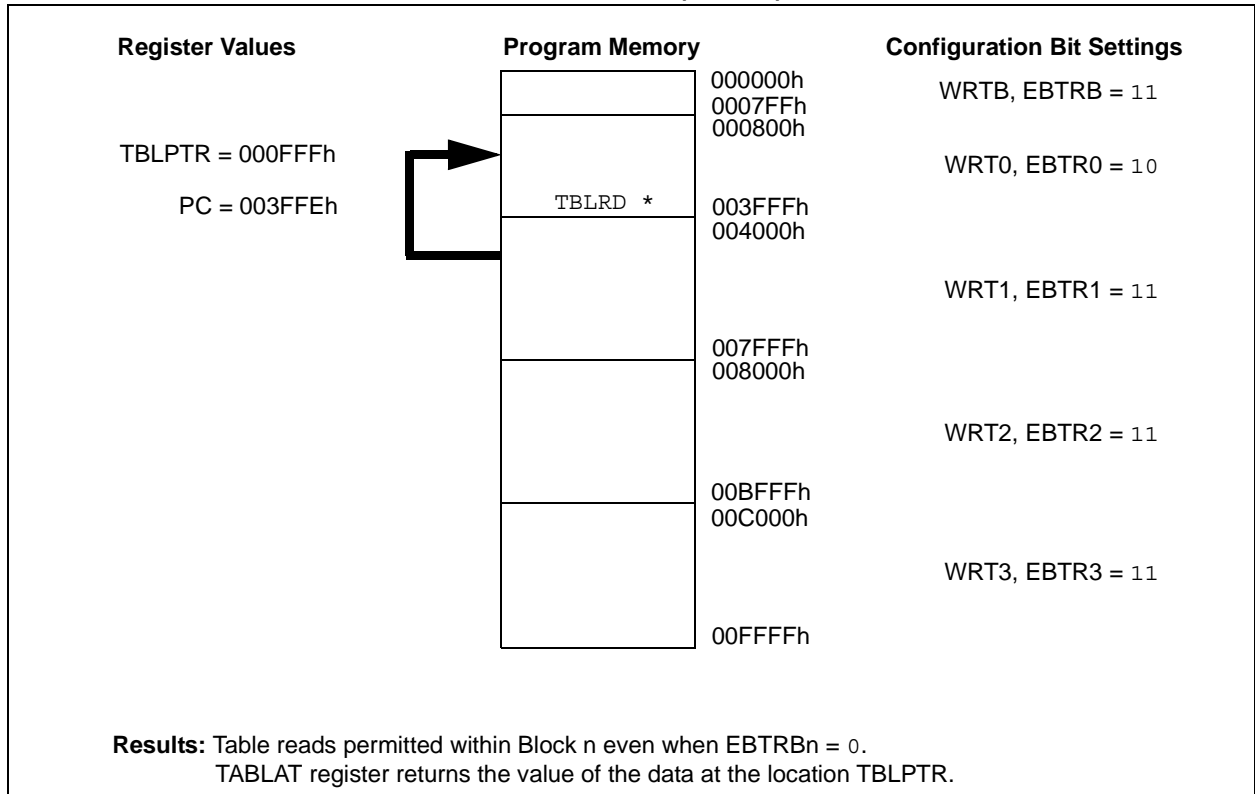 Register Values Program Memory Configuration Bit Settings
000000h
WRTB, EBTRB = 11
0007FFh
000800h
TBLPTR = 000FFFh
WRT0, EBTR0 = 10
PC = 003FFEh
TBLRD *
003FFFh
004000h
WRT1, EBTR1 = 11
007FFFh
008000h
WRT2, EBTR2 = 11
00BFFFh
00C000h
WRT3, EBTR3 = 11
00FFFFh
Results: Table reads permitted within Block n even when EBTRBn = 0.
TABLAT register returns the value of the data at the location TBLPTR.